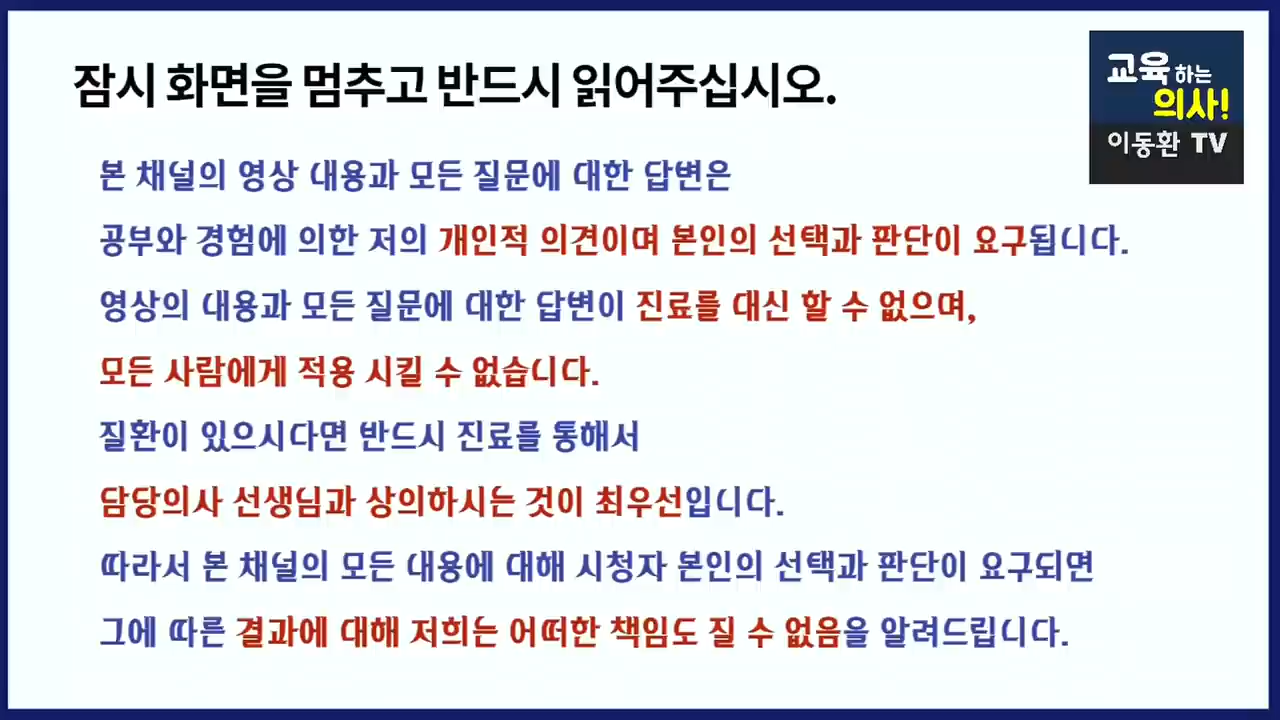 잠시 화면을 멈추고 반드시 읽어주십시오.
교육하는
의사!
이동환 TV
본 채널의 영상 내용과 모든 질문에 대한 답변은
공부와 경험에 의한 저의 개인적 의견이며 본인의 선택과 판단이 요구됩니다.
영상의 내용과 모든 질문에 대한 답변이 진료를 대신 할 수 없으며,
모든 사람에게 적용 시킬 수 없습니다.
질환이 있으시다면 반드시 진료를 통해서
담당의사 선생님과 상의하시는 것이 최우선입니다.
따라서 본 채널의 모든 내용에 대해 시청자 본인의 선택과 판단이 요구되면
그에 따른 결과에 대해 저희는 어떠한 책임도 질 수 없음을 알려드립니다.